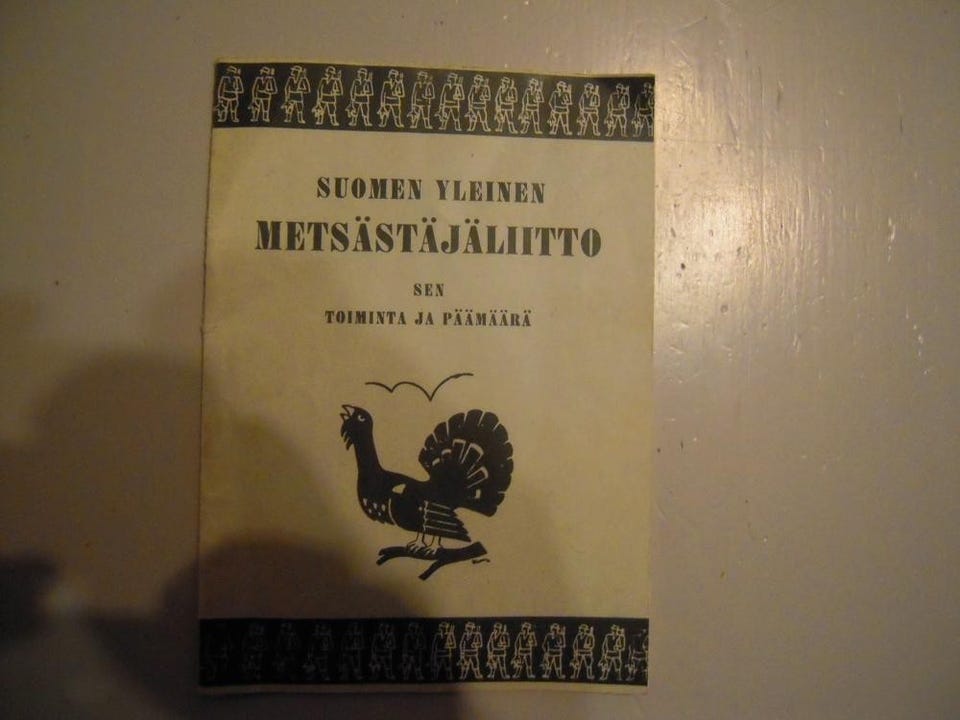 SUOMEN YLEINEN
METSÄSTÄJÄLIITTO
SEN
TOIMINTA JA PÄÄMÄÄRÄ